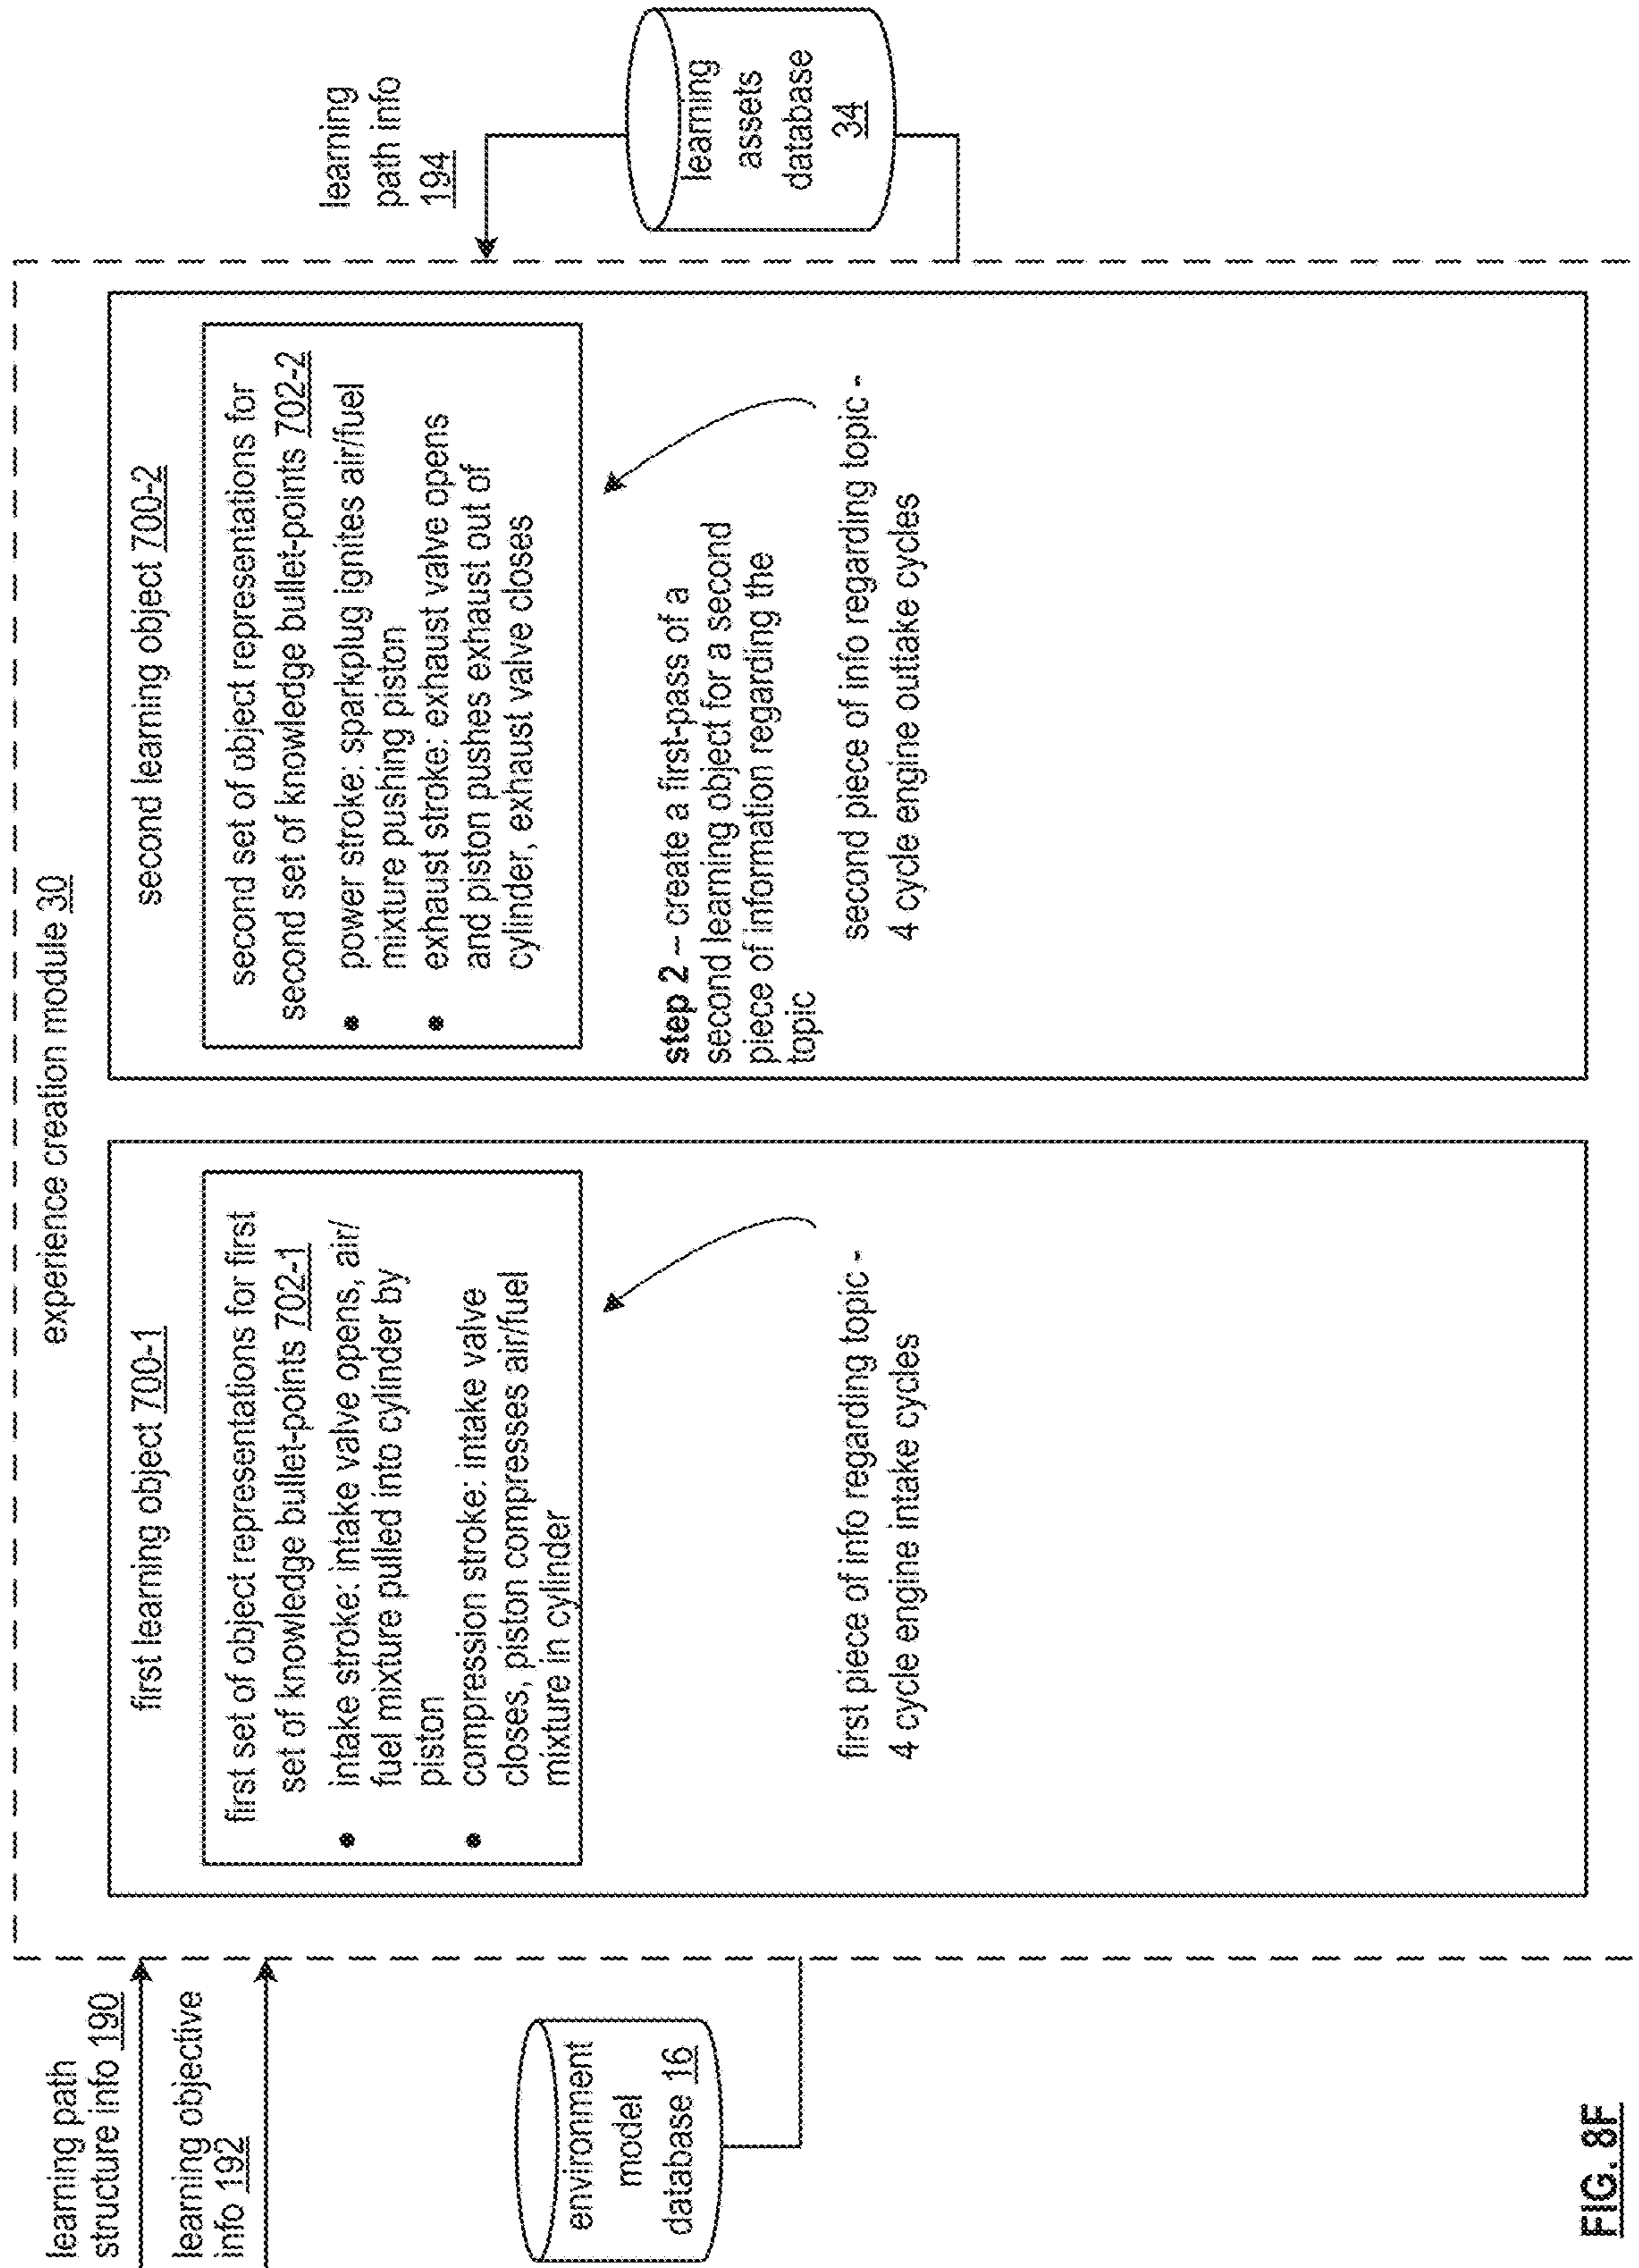 experience creation module 30
learning path
structure info 190
learning objective
info 192
environment
model
database 16
first learning object 700-1
first set of object representations for first
set of knowledge bullet-points 702-1
• intake stroke: intake valve opens, air/
fuel mixture pulled into cylinder by
piston
• compression stroke: intake valve
closes, piston compresses air/fuel
mixture in cylinder
first piece of info regarding topic -
4 cycle engine intake cycles
second learning object 700-2
second set of object representations for
second set of knowledge bullet-points 702-2
• power stroke: sparkplug ignites air/fuel
mixture pushing piston
• exhaust stroke: exhaust valve opens
and piston pushes exhaust out of
cylinder, exhaust valve closes
step 2 – create a first-pass of a
second learning object for a second
piece of information regarding the
topic
second piece of info regarding topic -
4 cycle engine outtake cycles
learning
path info
194
learning
assets
database
34
FIG. 8F